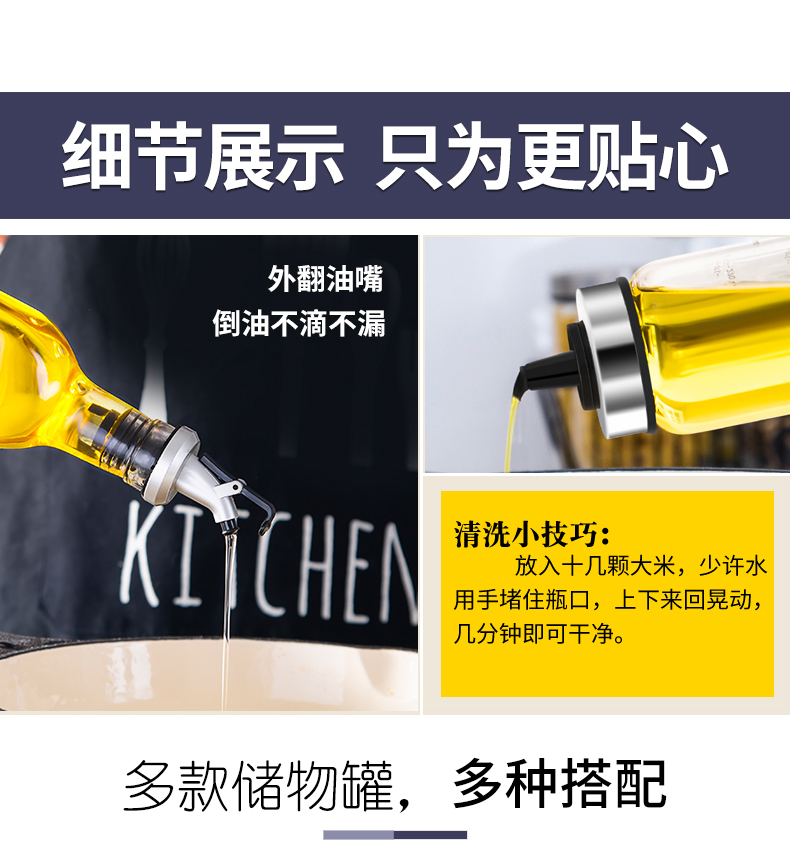 细节展示 只为更贴心
外翻油嘴
倒油不滴不漏
KITCHEN
清洗小技巧：
放入十几颗大米，少许水
用手堵住瓶口，上下来回晃动，
几分钟即可干净。
多款储物罐，多种搭配